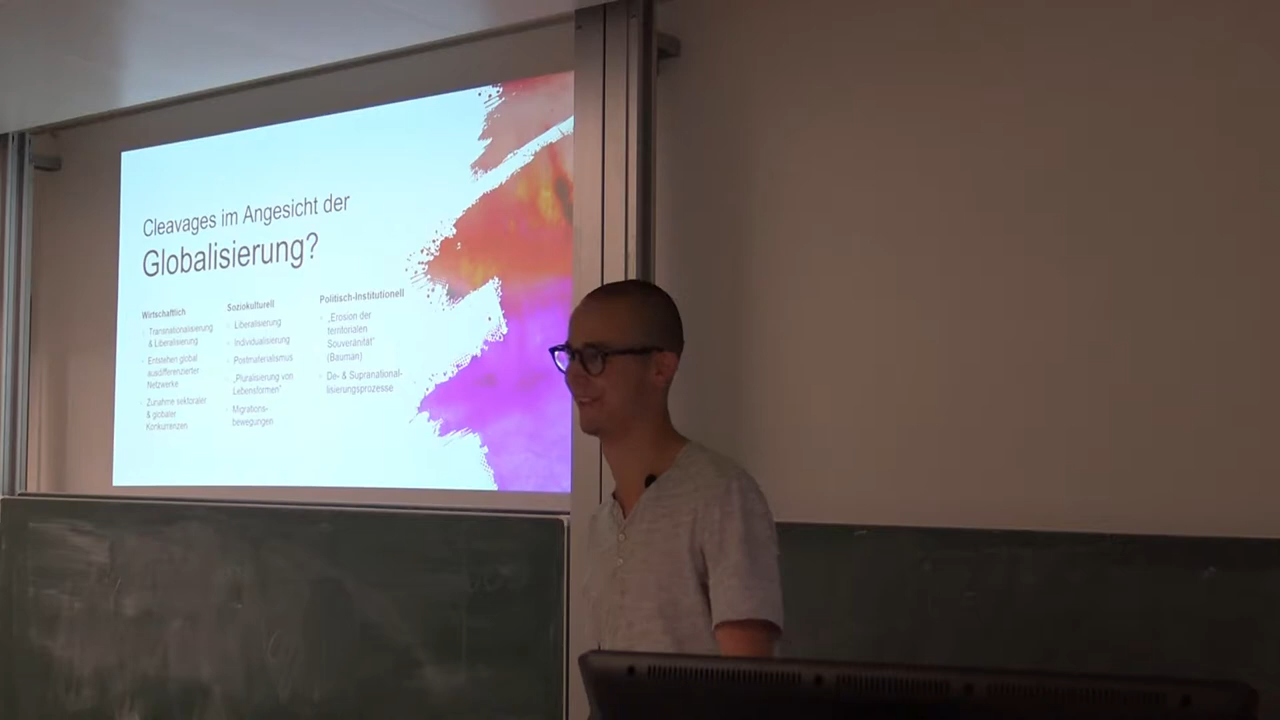 Cleavages im Angesicht der
Globalisierung?
Wirtschaftlich
Transnationalisierung
& Liberalisierung
Entstehen global
ausdifferenzierter
Netzwerke
Zunahme sektoraler
& globaler
Konkurrenzen
Soziokulturell
Liberalisierung
Individualisierung
Postmaterialismus
„Pluralisierung von
Lebensformen“
Migrations-
bewegungen
Politisch-Institutionell
„Erosion der
territorialen
Souveränität“
(Bauman)
De- & Supranational-
lisierungsprozesse